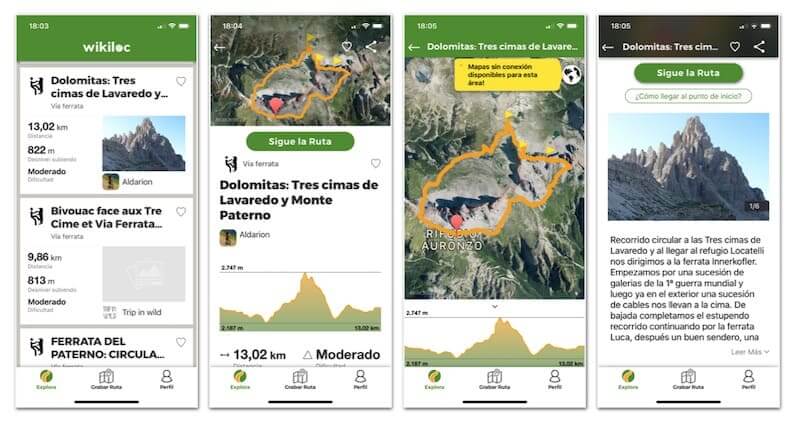 18:03
wikiloc
Dolomitas: Tres
cimas de Lavaredo y...
Vía ferrata
13,02 km
Distancia
822 m
Desnivel subiendo
Moderado
Dificultad
Aldarion
Bivouac face aux Tre
Cime et Via Ferrata...
Vía ferrata
9,86 km
Distancia
813 m
Desnivel subiendo
Moderado
Dificultad
Trip in wild
FERRATA DEL
PATERNO: CIRCULA...
Explora
Grabar Ruta
Perfil
18:04
Sigue la Ruta
Vía ferrata
Dolomitas: Tres cimas de
Lavaredo y Monte
Paterno
Aldarion
2.747 m
2.187 m
13,02 km
13,02 km
Moderado
Distancia
Dificultad
Explora
Grabar Ruta
Perfil
18:05
Dolomitas: Tres cimas de Lavare...
Mapas sin conexión
disponibles para esta
área!
RIFUGIO
AURONZO
2.747 m
2.187 m
13,02 km
Explora
Grabar Ruta
Perfil
18:05
Dolomitas: Tres cim...
Sigue la Ruta
¿Cómo llegar al punto de inicio?
1/6
Recorrido circular a las Tres cimas de
Lavaredo y al llegar al refugio Locatelli
nos dirigimos a la ferrata Innerkofler.
Empezamos por una sucesión de
galerias de la 1ª guerra mundial y
luego ya en el exterior una sucesión
de cables nos llevan a la cima. De
bajada completamos el estupendo
recorrido continuando por la ferrata
Luca, después un buen sendero, una
Leer Más
Explora
Grabar Ruta
Perfil